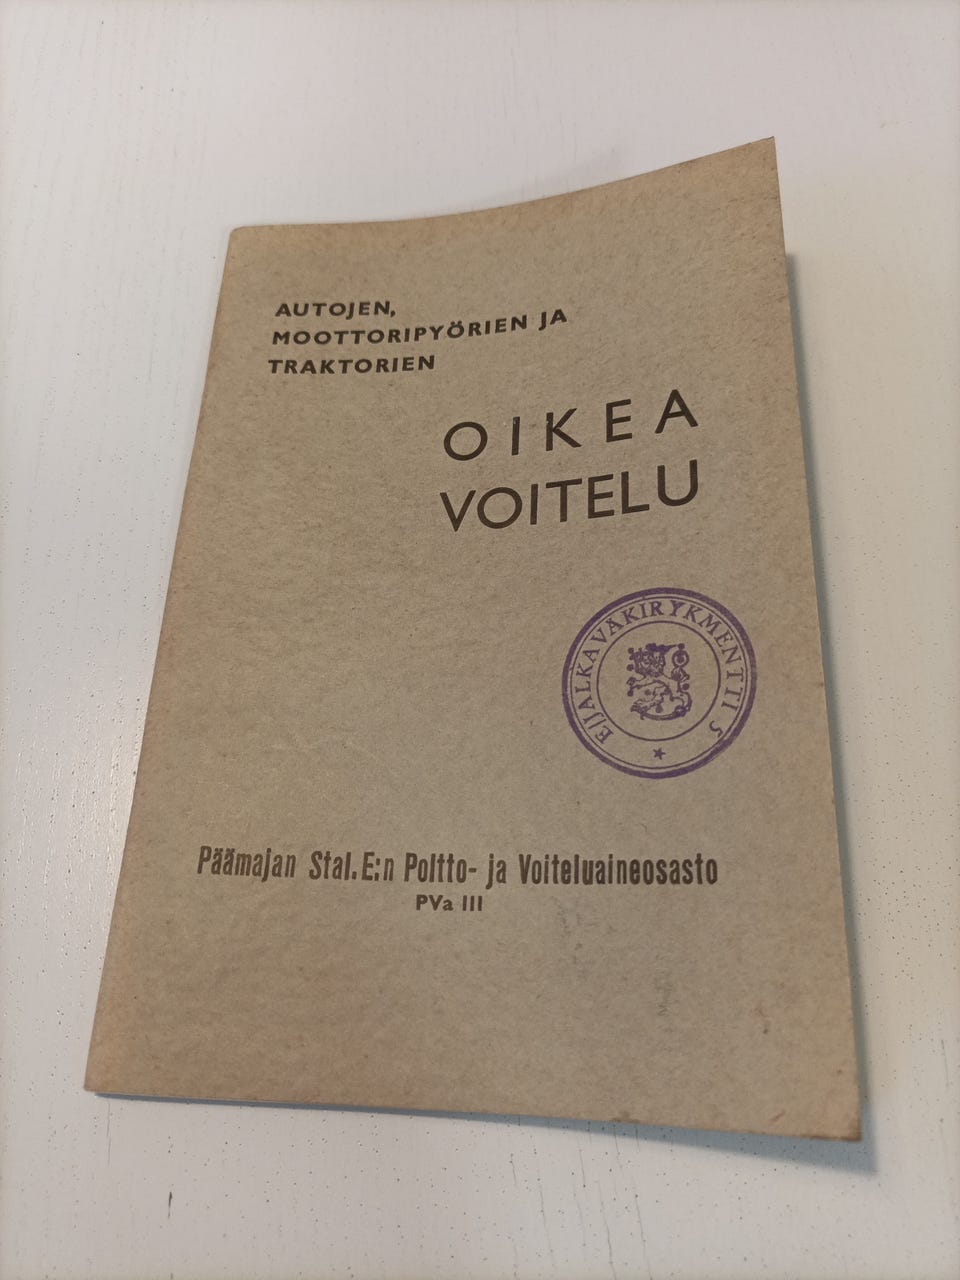 AUTOJEN,
MOOTTORIPYÖRIEN JA
TRAKTORIEN
OIKEA
VOITELU
E/JALKAVÄKIRYKMENTTI 5
Päämajan Stal. E:n Poltto- ja Voiteluaineosasto
PVa III